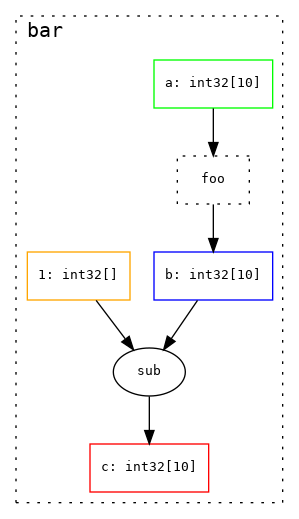 bar
a: int32[10]
foo
1: int32[]
b: int32[10]
sub
c: int32[10]